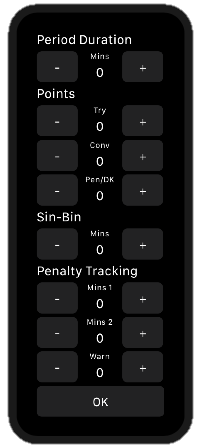 Period Duration
Mins
- 0 +
Points
Try
- 0 +
Conv
- 0 +
Pen/DK
- 0 +
Sin-Bin
Mins
- 0 +
Penalty Tracking
Mins 1
- 0 +
Mins 2
- 0 +
Warn
- 0 +
OK